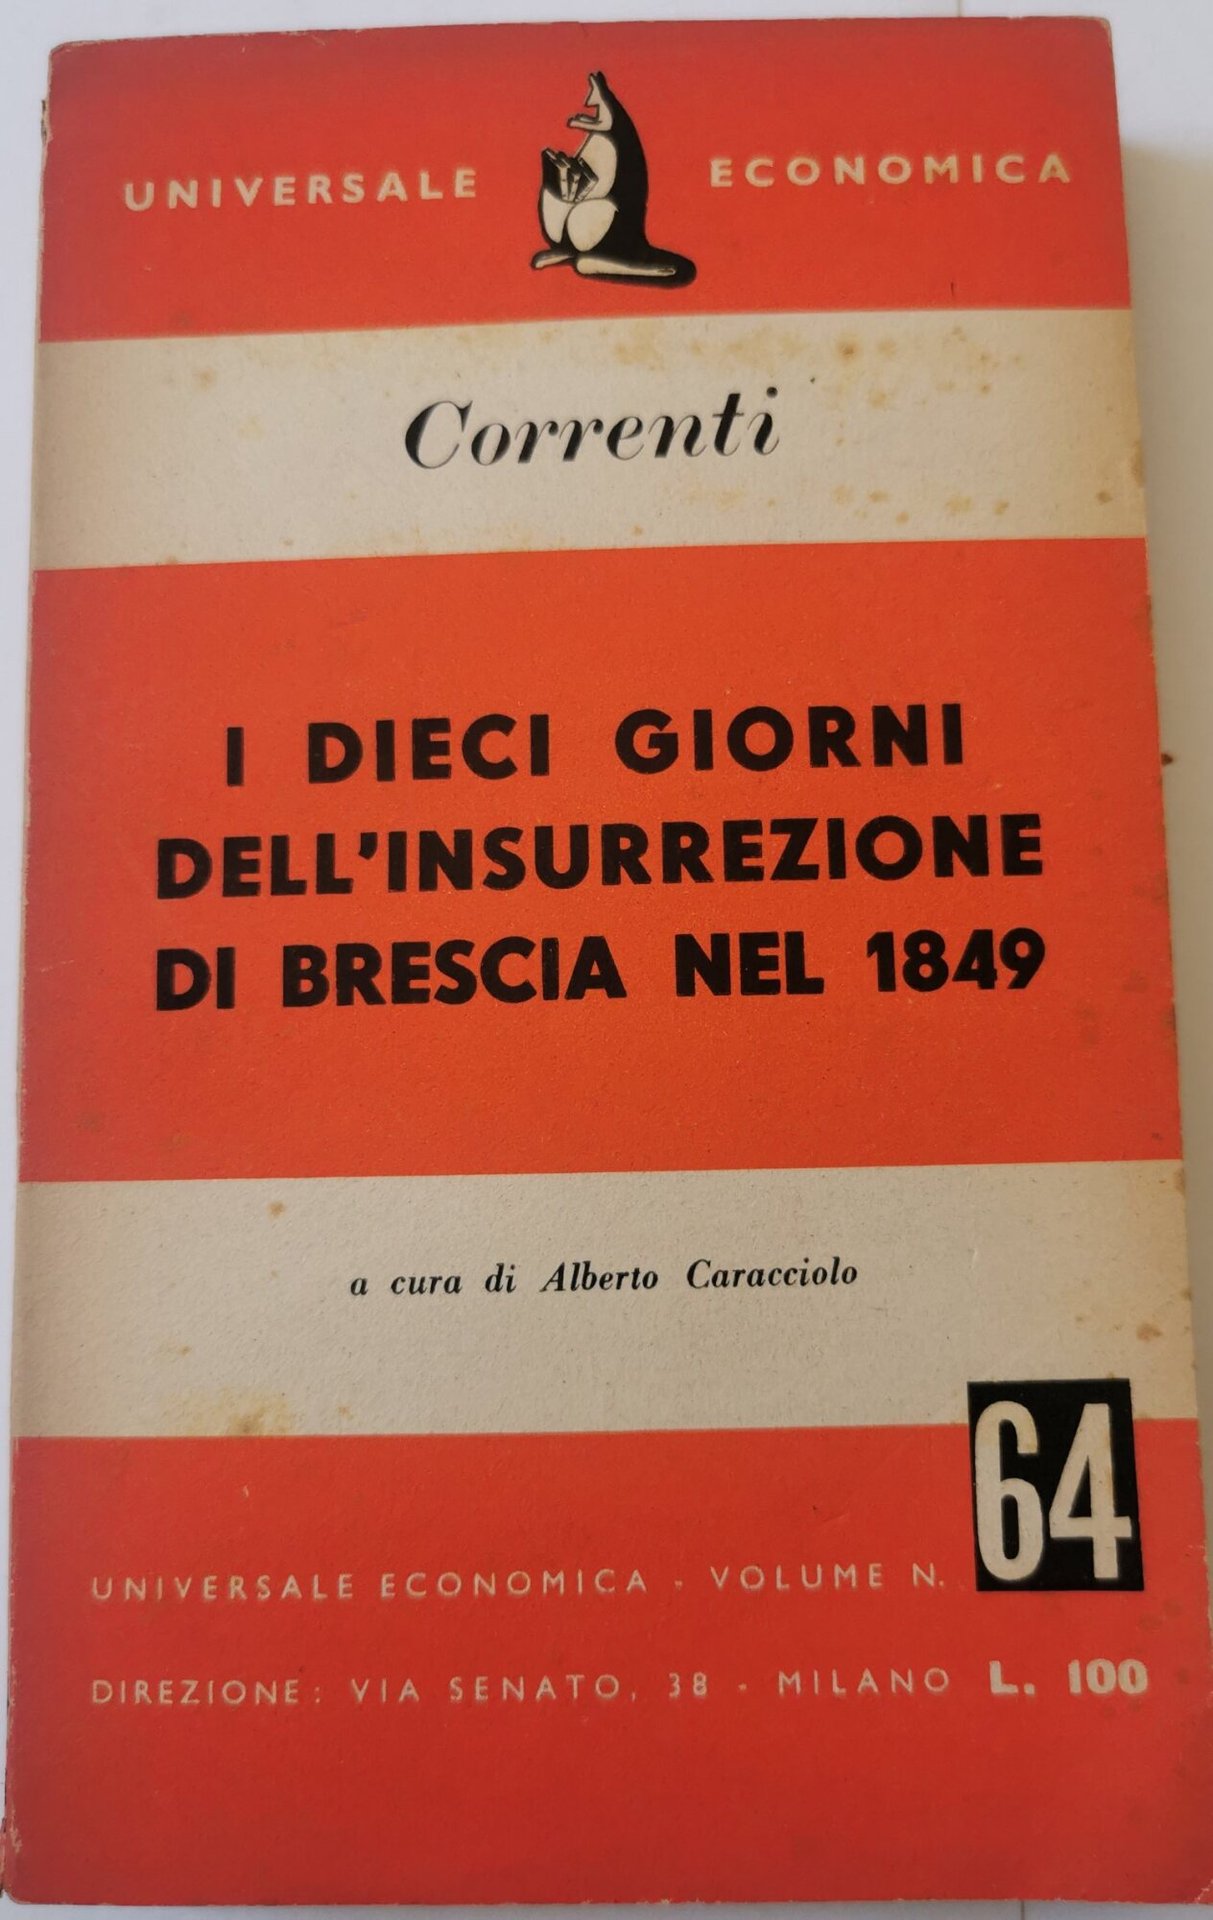 UNIVERSALE ECONOMICA
Correnti
I DIECI GIORNI
DELL'INSURREZIONE
DI BRESCIA NEL 1849
a cura di Alberto Caracciolo
64
UNIVERSALE ECONOMICA - VOLUME N.
DIREZIONE: VIA SENATO, 38 - MILANO L. 100